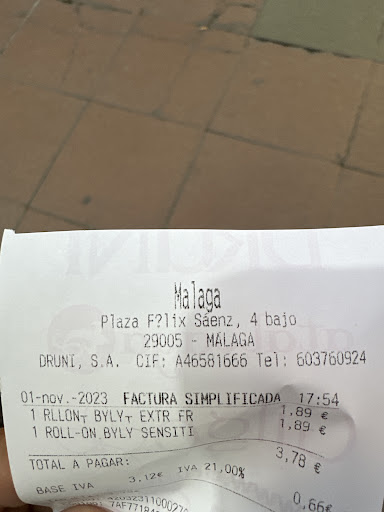 Malaga
Plaza F?lix Sáenz, 4 bajo
29005 - MÁLAGA
DRUNI, S.A. CIF: A46581666 Tel: 603760924
01-nov.-2023 FACTURA SIMPLIFICADA 17:54
1 RLLON┬ BYLY┬ EXTR FR 1,89 €
1 ROLL-ON BYLY SENSITI 1,89 €
TOTAL A PAGAR: 3,78 €
BASE IVA 3,12€ IVA 21,00% 0,66€